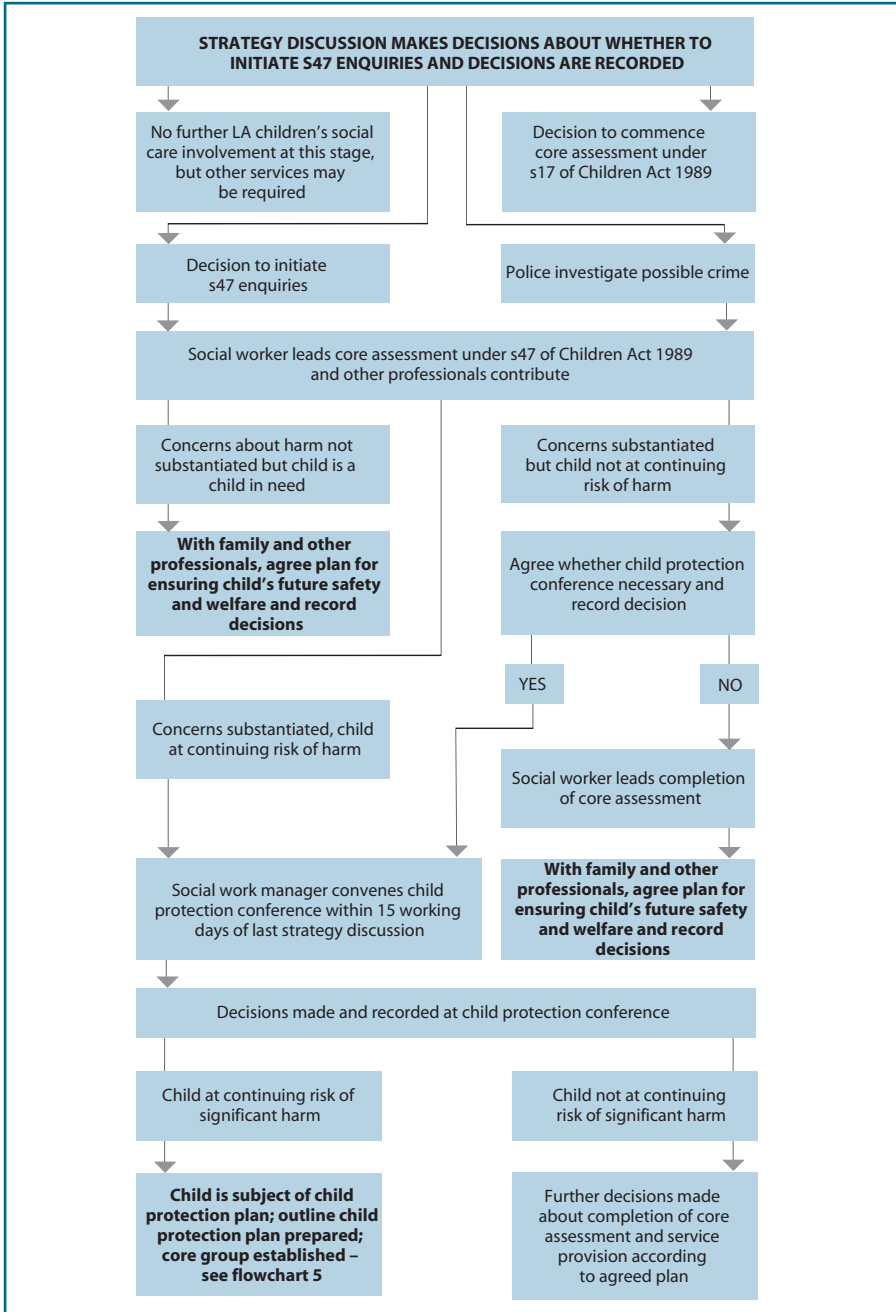 STRATEGY DISCUSSION MAKES DECISIONS ABOUT WHETHER TO
INITIATE S47 ENQUIRIES AND DECISIONS ARE RECORDED
No further LA children’s social
care involvement at this stage,
but other services may
be required
Decision to commence
core assessment under
s17 of Children Act 1989
Decision to initiate
s47 enquiries
Police investigate possible crime
Social worker leads core assessment under s47 of Children Act 1989
and other professionals contribute
Concerns about harm not
substantiated but child is a
child in need
Concerns substantiated
but child not at continuing
risk of harm
With family and other
professionals, agree plan for
ensuring child’s future safety
and welfare and record
decisions
Agree whether child protection
conference necessary and
record decision
YES
NO
Concerns substantiated, child
at continuing risk of harm
Social worker leads completion
of core assessment
Social work manager convenes child
protection conference within 15 working
days of last strategy discussion
With family and other
professionals, agree plan for
ensuring child’s future safety
and welfare and record
decisions
Decisions made and recorded at child protection conference
Child at continuing risk of
significant harm
Child not at continuing
risk of significant harm
Child is subject of child
protection plan; outline child
protection plan prepared;
core group established –
see flowchart 5
Further decisions made
about completion of core
assessment and service
provision according
to agreed plan